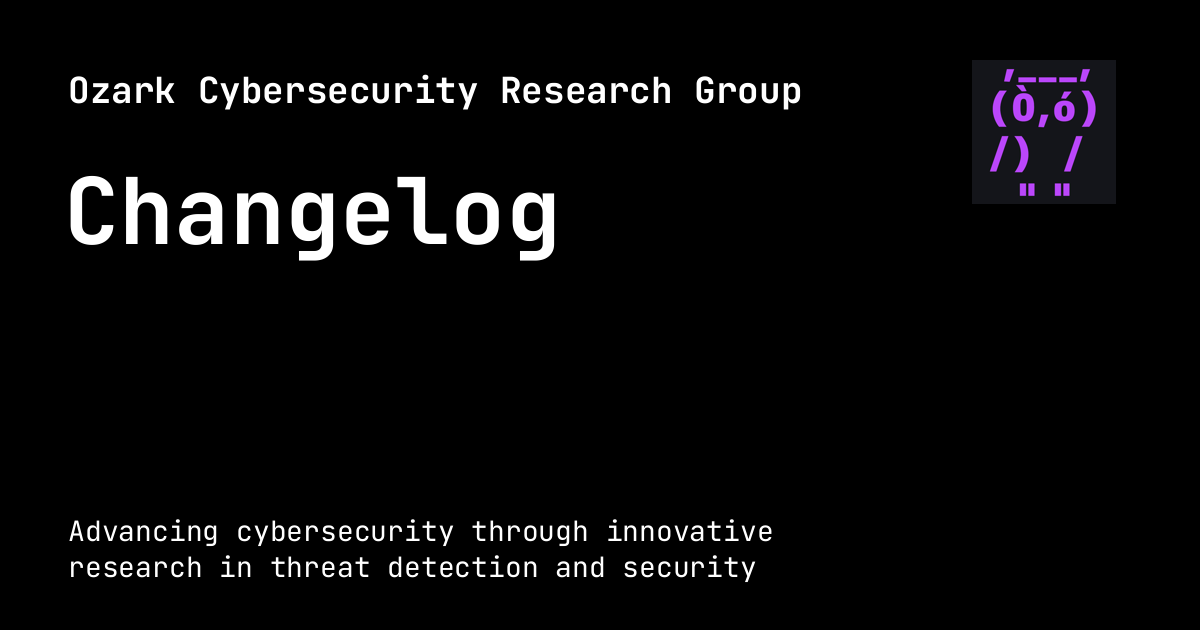 Ozark Cybersecurity Research Group
,___,
(Ò,ó)
/)  /
" "
Changelog
Advancing cybersecurity through innovative
research in threat detection and security